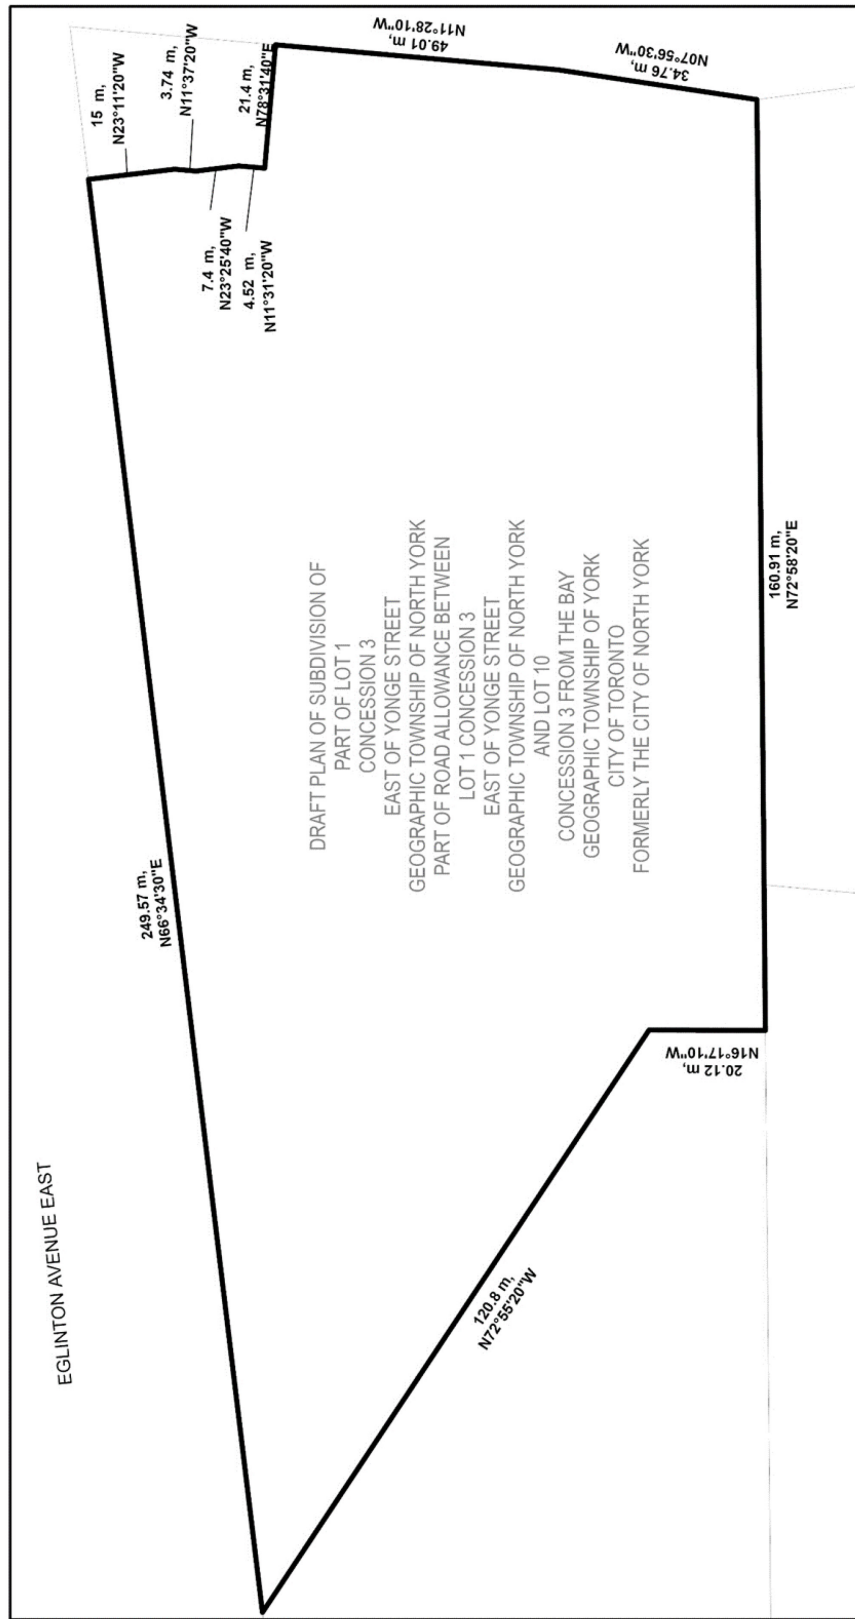 EGLINTON AVENUE EAST
249.57 m,
N66°34'30"E
15 m,
N23°11'20"W
3.74 m,
N11°37'20"W
7.4 m,
N23°25'40"W
4.52 m,
N11°31'20"W
21.4 m,
N78°31'40"E
49.01 m,
N11°28'10"W
34.76 m,
N07°56'30"W
DRAFT PLAN OF SUBDIVISION OF
PART OF LOT 1
CONCESSION 3
EAST OF YONGE STREET
GEOGRAPHIC TOWNSHIP OF NORTH YORK
PART OF ROAD ALLOWANCE BETWEEN
LOT 1 CONCESSION 3
EAST OF YONGE STREET
GEOGRAPHIC TOWNSHIP OF NORTH YORK
AND LOT 10
CONCESSION 3 FROM THE BAY
GEOGRAPHIC TOWNSHIP OF YORK
CITY OF TORONTO
FORMERLY THE CITY OF NORTH YORK
120.8 m,
N72°55'20"W
20.12 m,
N16°17'10"W
160.91 m,
N72°58'20"E